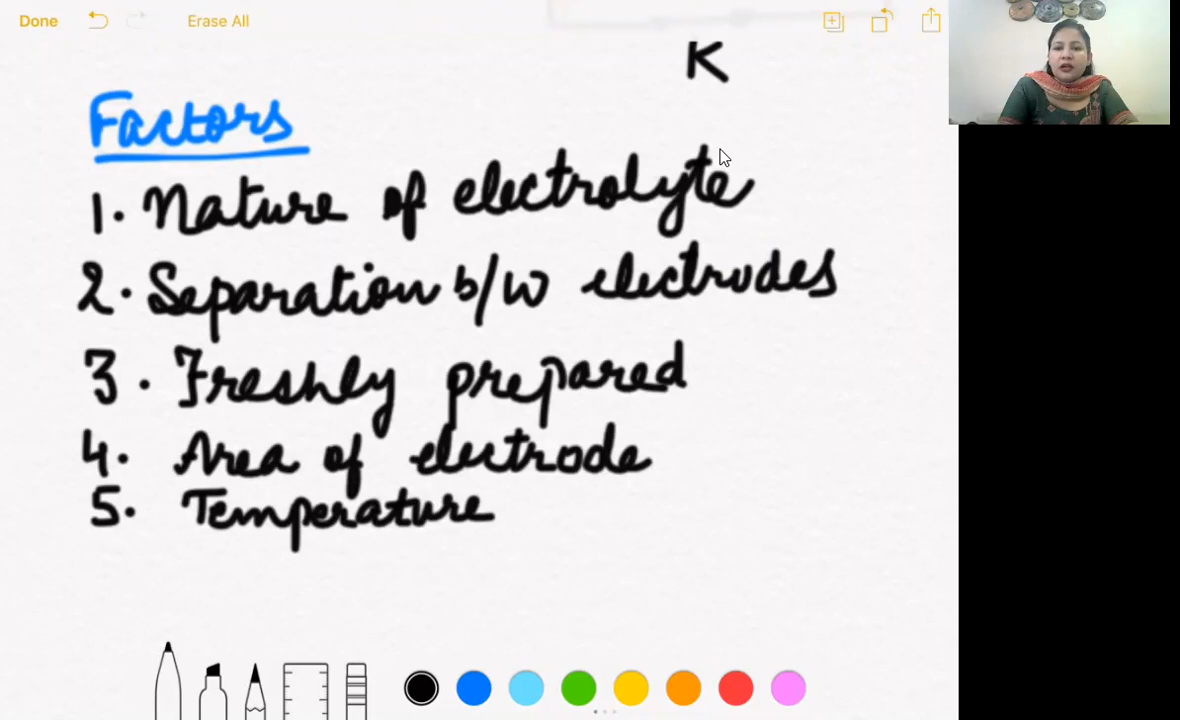 Done Erase All
K
Factors
1. Nature of electrolyte
2. Separation b/w electrodes
3. Freshly prepared
4. Area of electrode
5. Temperature